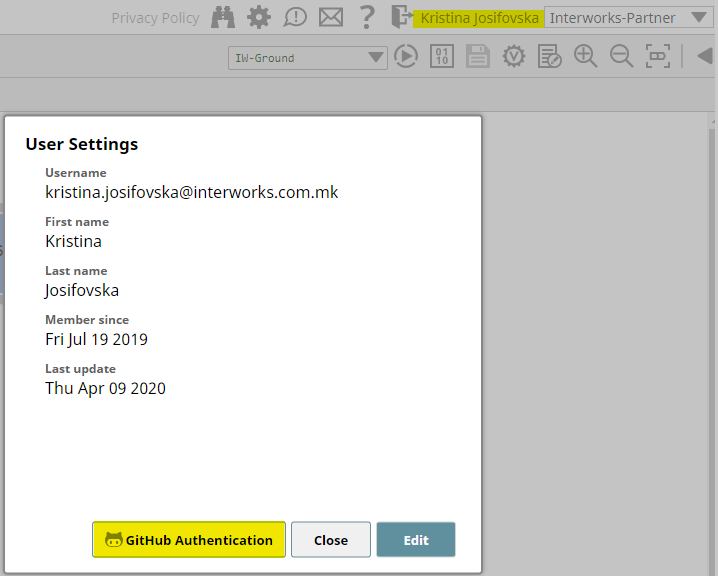 Privacy Policy Kristina Josifovska Interworks-Partner
IW-Ground
01
10
User Settings
Username
kristina.josifovska@interworks.com.mk
First name
Kristina
Last name
Josifovska
Member since
Fri Jul 19 2019
Last update
Thu Apr 09 2020
GitHub Authentication Close Edit